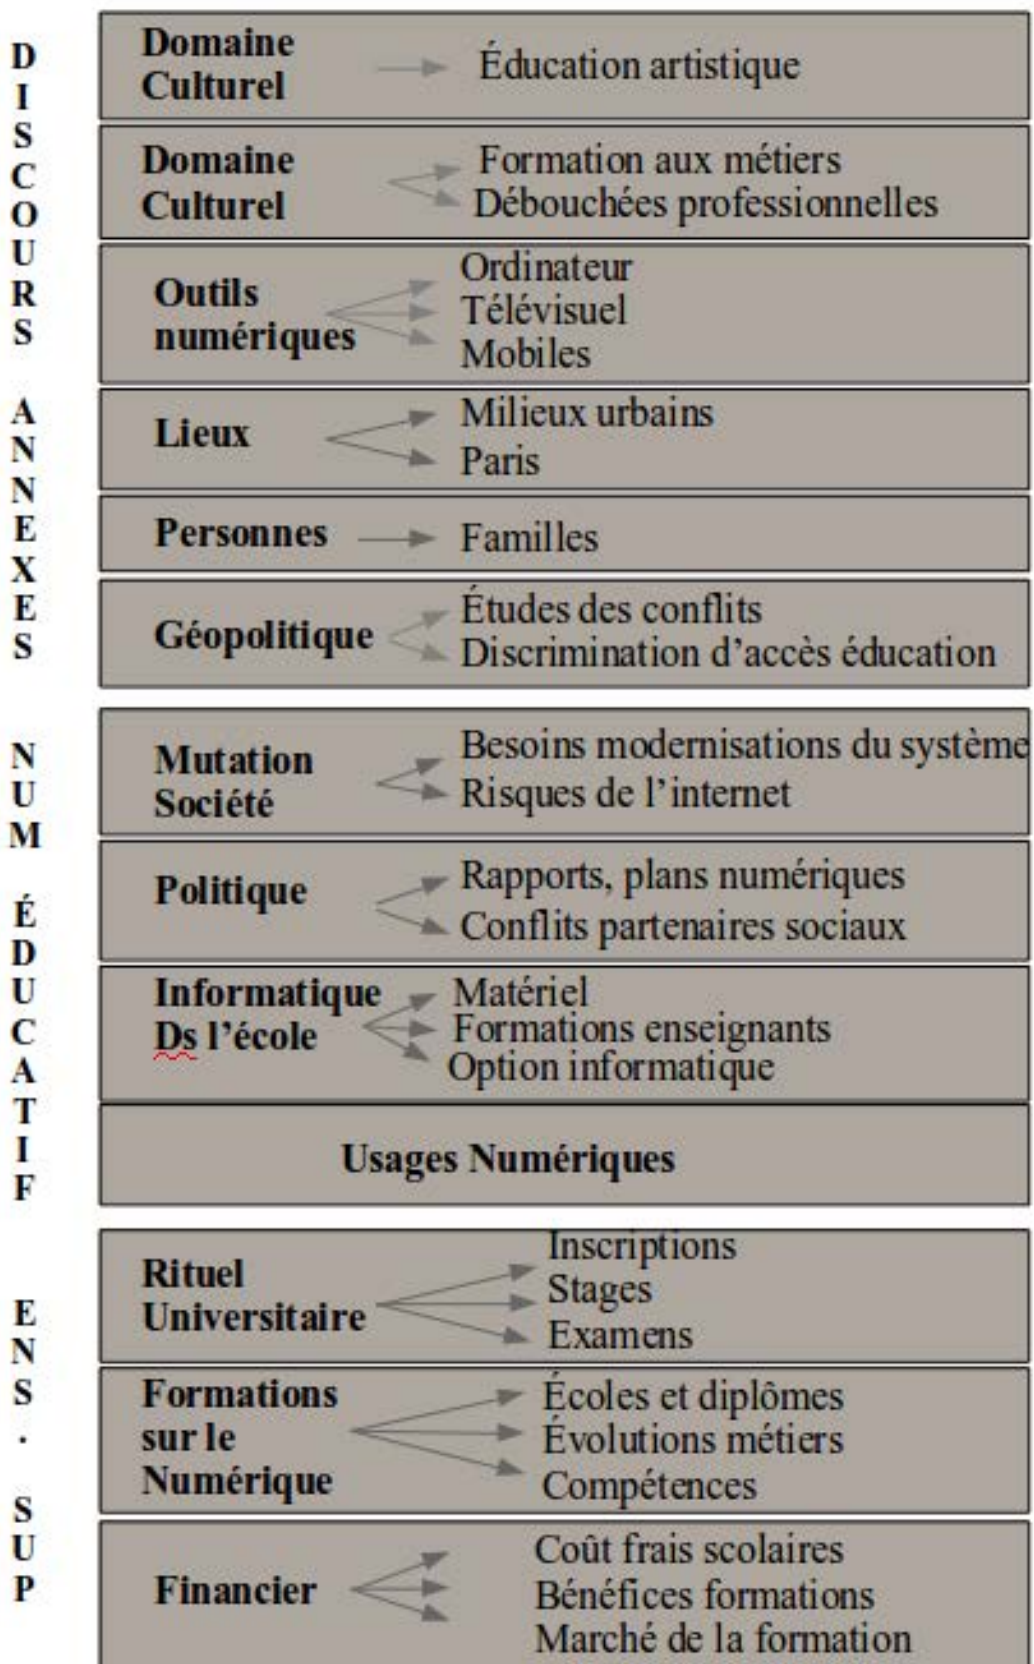 DISCOURS ANNEXES
Domaine
Culturel
Éducation artistique
Domaine
Culturel
Formation aux métiers
Débouchées professionnelles
Outils
numériques
Ordinateur
Télévisuel
Mobiles
Lieux
Milieux urbains
Paris
Personnes
Familles
Géopolitique
Études des conflits
Discrimination d'accès éducation
NUM ÉDUCATIF
Mutation
Société
Besoins modernisations du système
Risques de l'internet
Politique
Rapports, plans numériques
Conflits partenaires sociaux
Informatique
Ds l'école
Matériel
Formations enseignants
Option informatique
Usages Numériques
ENS. SUP
Rituel
Universitaire
Inscriptions
Stages
Examens
Formations
sur le
Numérique
Écoles et diplômes
Évolutions métiers
Compétences
Financier
Coût frais scolaires
Bénéfices formations
Marché de la formation